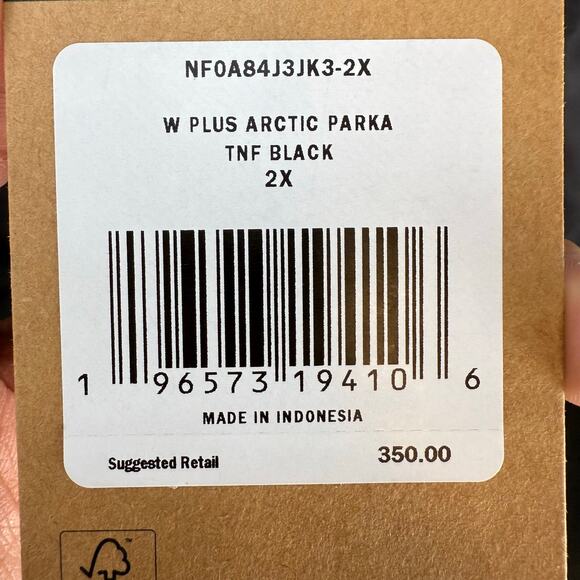 NF0A84J3JK3-2X
W PLUS ARCTIC PARKA
TNF BLACK
2X
1 96573 19410 6
MADE IN INDONESIA
Suggested Retail 350.00
TM